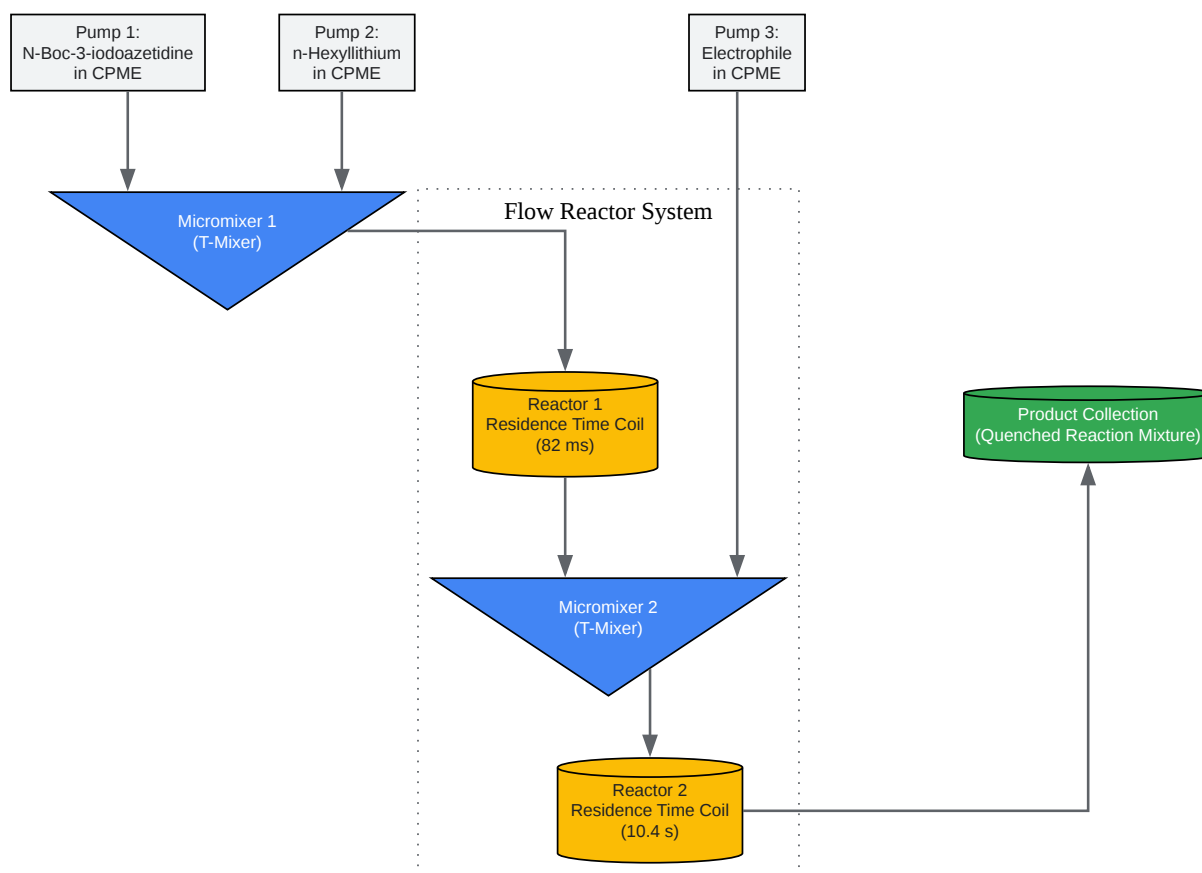 Pump 1:
N-Boc-3-iodoazetidine
in CPME
Pump 2:
n-Hexyllithium
in CPME
Pump 3:
Electrophile
in CPME
Micromixer 1
(T-Mixer)
Flow Reactor System
Reactor 1
Residence Time Coil
(82 ms)
Product Collection
(Quenched Reaction Mixture)
Micromixer 2
(T-Mixer)
Reactor 2
Residence Time Coil
(10.4 s)